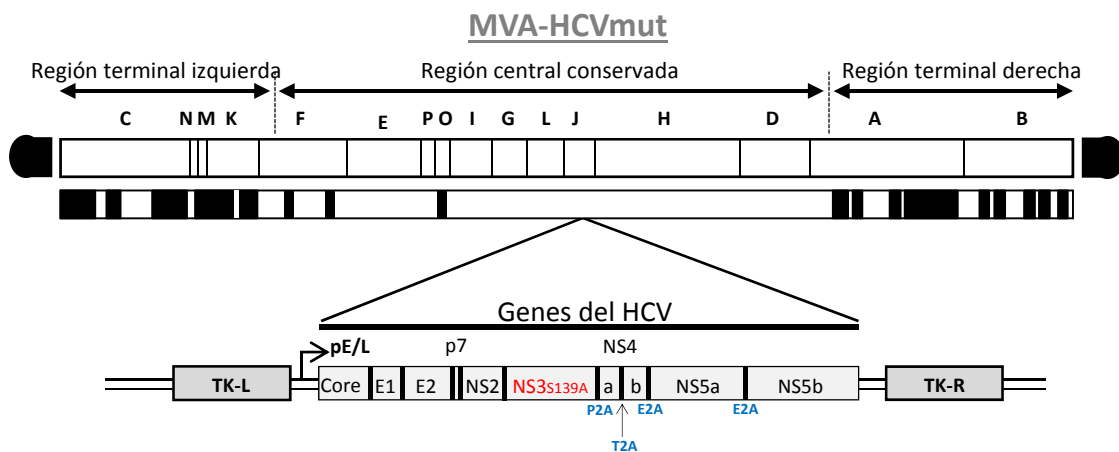 MVA-HCVmut
Región terminal izquierda Región central conservada Región terminal derecha
C N M K F E P O I G L J H D A B
Genes del HCV
pE/L p7 NS4
TK-L Core E1 E2 NS2 NS3S139A a b NS5a NS5b TK-R
P2A E2A E2A
T2A